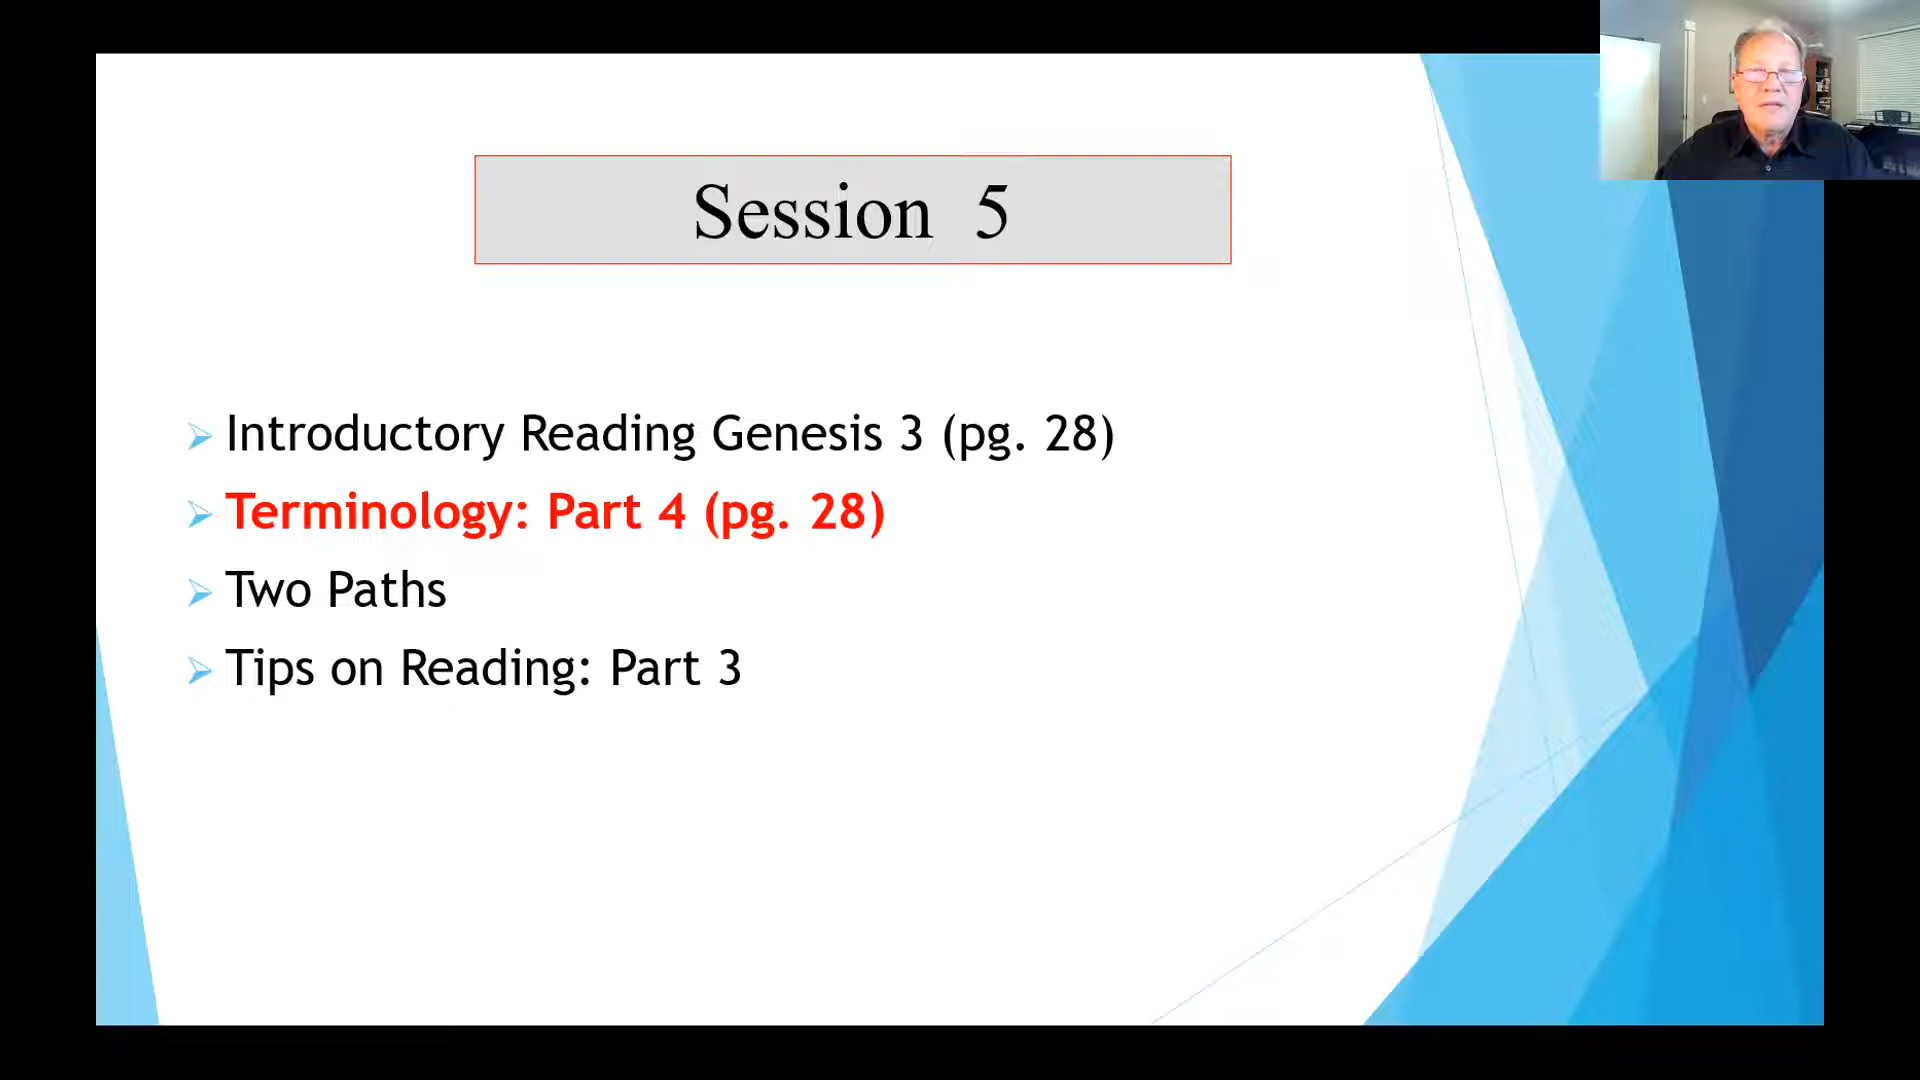 Session 5
Introductory Reading Genesis 3 (pg. 28)
Terminology: Part 4 (pg. 28)
Two Paths
Tips on Reading: Part 3